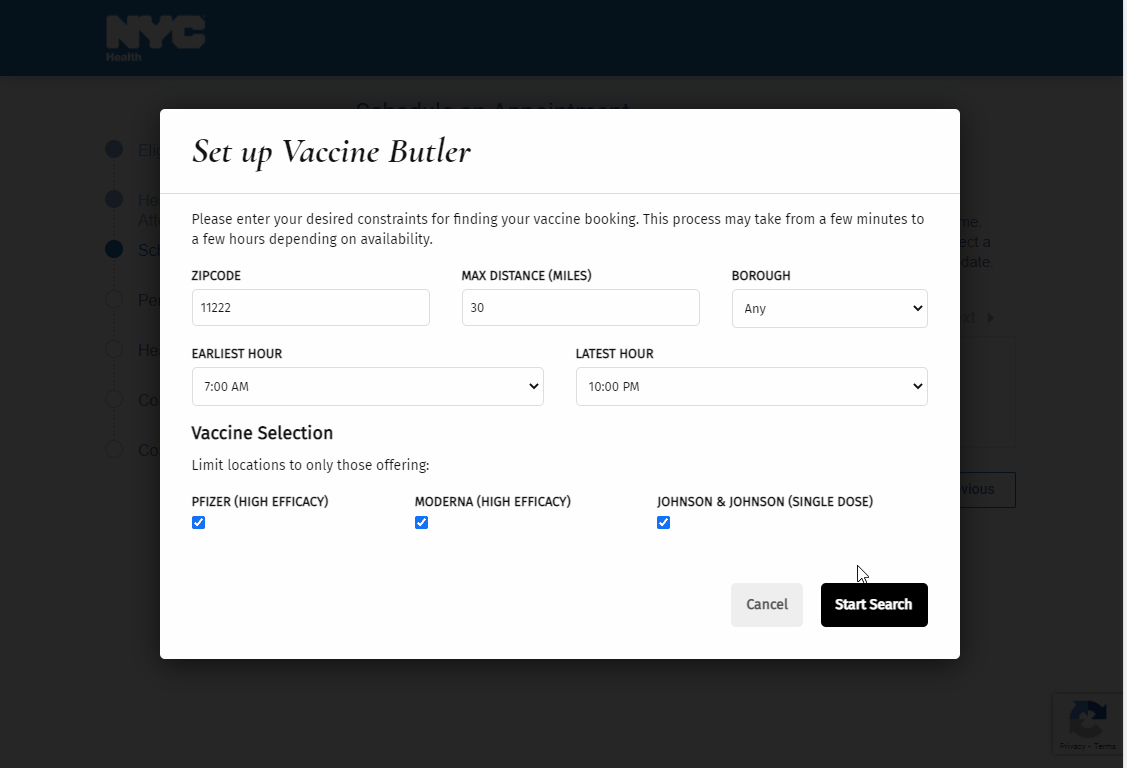 NYC
Health
Schedule an Appointment
Set up Vaccine Butler
Please enter your desired constraints for finding your vaccine booking. This process may take from a few minutes to
a few hours depending on availability.
ZIPCODE
MAX DISTANCE (MILES)
BOROUGH
11222
30
Any
EARLIEST HOUR
LATEST HOUR
7:00 AM
10:00 PM
Vaccine Selection
Limit locations to only those offering:
PFIZER (HIGH EFFICACY)
MODERNA (HIGH EFFICACY)
JOHNSON & JOHNSON (SINGLE DOSE)
Cancel
Start Search
Privacy - Terms